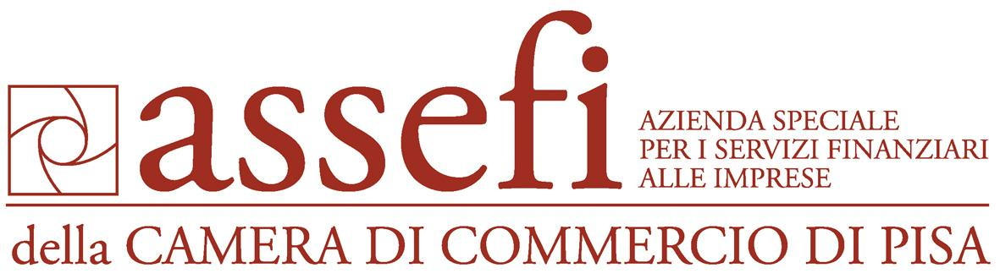 assefi
AZIENDA SPECIALE
PER I SERVIZI FINANZIARI
ALLE IMPRESE
della CAMERA DI COMMERCIO DI PISA